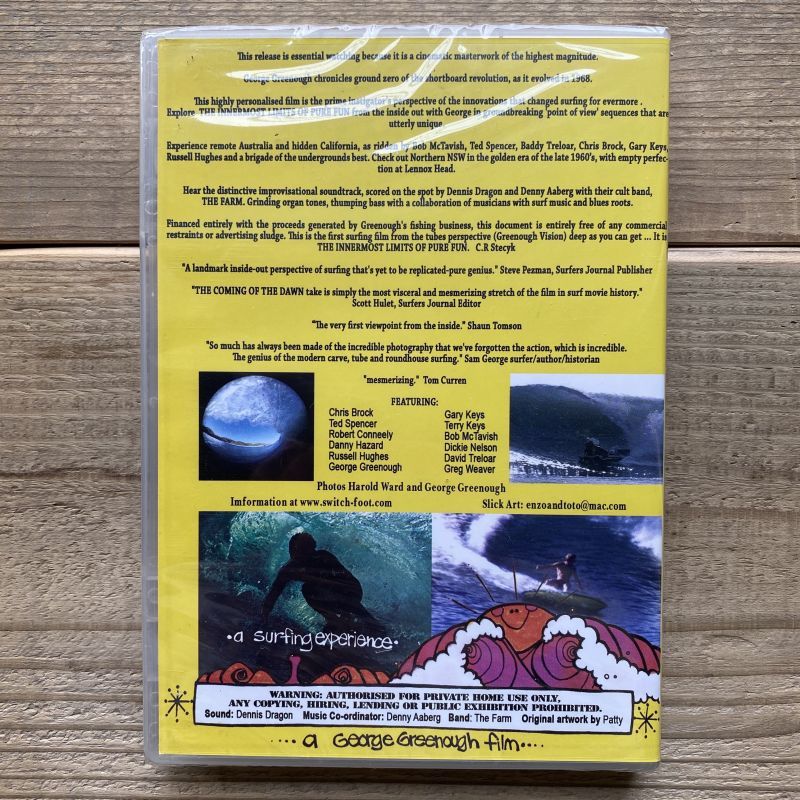 This release is essential watching because it is a cinematic masterwork of the highest magnitude.
George Greenough chronicles ground zero of the shortboard revolution, as it evolved in 1968.
This highly personalised film is the prime instigator's perspective of the innovations that changed surfing for evermore .
Explore THE INNERMOST LIMITS OF PURE FUN from the inside out with George in groundbreaking 'point of view' sequences that are
utterly unique
Experience remote Australia and hidden California, as ridden by Bob McTavish, Ted Spencer, Baddy Treloar, Chris Brock, Gary Keys,
Russell Hughes and a brigade of the undergrounds best. Check out Northern NSW in the golden era of the late 1960's, with empty perfec-
tion at Lennox Head.
Hear the distinctive improvisational soundtrack, scored on the spot by Dennis Dragon and Denny Aaberg with their cult band,
THE FARM. Grinding organ tones, thumping bass with a collaboration of musicians with surf music and blues roots.
Financed entirely with the proceeds generated by Greenough's fishing business, this document is entirely free of any commercial
restraints or advertising sludge. This is the first surfing film from the tubes perspective (Greenough Vision) deep as you can get ... It is
THE INNERMOST LIMITS OF PURE FUN. C.R Stecyk
"A landmark inside-out perspective of surfing that's yet to be replicated-pure genius." Steve Pezman, Surfers Journal Publisher
"THE COMING OF THE DAWN take is simply the most visceral and mesmerizing stretch of the film in surf movie history."
Scott Hulet, Surfers Journal Editor
"The very first viewpoint from the inside." Shaun Tomson
"So much has always been made of the incredible photography that we've forgotten the action, which is incredible.
The genius of the modern carve, tube and roundhouse surfing." Sam George surfer/author/historian
"mesmerizing." Tom Curren
FEATURING:
Chris Brock
Ted Spencer
Robert Conneely
Danny Hazard
Russell Hughes
George Greenough
Gary Keys
Terry Keys
Bob McTavish
Dickie Nelson
David Treloar
Greg Weaver
Photos Harold Ward and George Greenough
Imformation at www.switch-foot.com
Slick Art: enzoandtoto@mac.com
•a surfing experience•
WARNING: AUTHORISED FOR PRIVATE HOME USE ONLY,
ANY COPYING, HIRING, LENDING OR PUBLIC EXHIBITION PROHIBITED.
Sound: Dennis Dragon Music Co-ordinator: Denny Aaberg Band: The Farm Original artwork by Patty
....a George Greenough film....